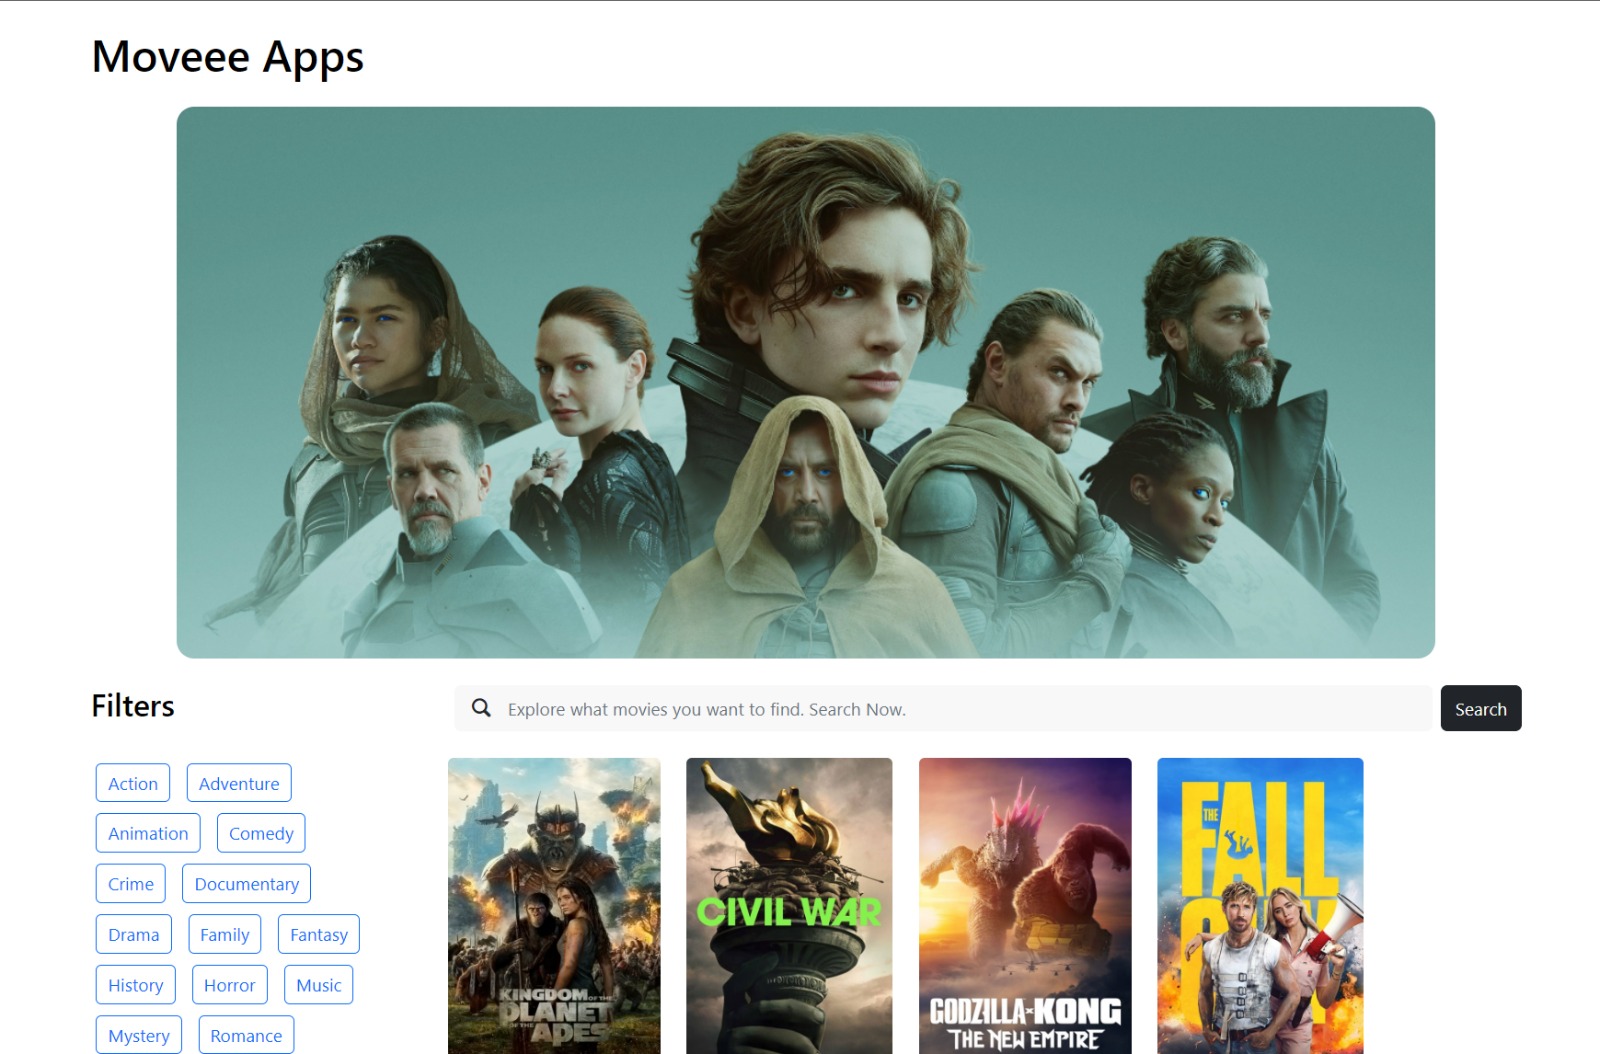 Moveee Apps
Filters
Explore what movies you want to find. Search Now.
Search
Action
Adventure
Animation
Comedy
Crime
Documentary
Drama
Family
Fantasy
History
Horror
Music
Mystery
Romance
KINGDOM OF THE
PLANET
OF THE APES
CIVIL WAR
GODZILLA x KONG
THE NEW EMPIRE
THE
FALL